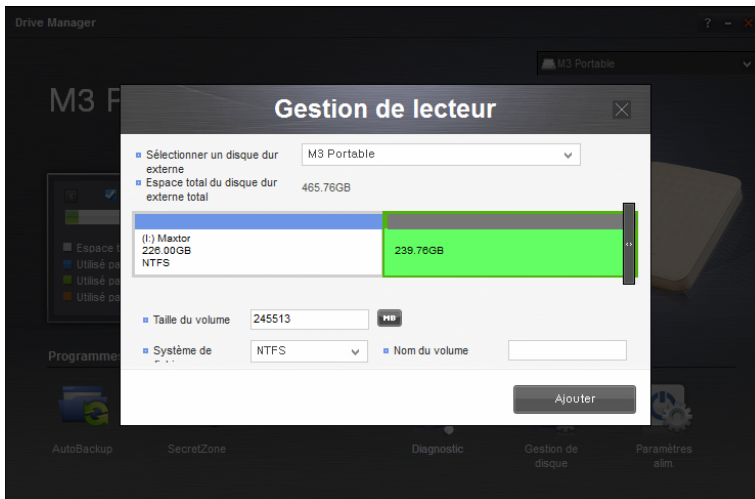 Drive Manager
? - ×
M3 Portable
M3 P
Gestion de lecteur
Sélectionner un disque dur
externe
M3 Portable
Espace total du disque dur
externe total
465.76GB
(I:) Maxtor
226.00GB
NTFS
239.76GB
Espace t
Utilisé pa
Utilisé pa
Utilisé pa
Taille du volume
245513
MB
Système de
NTFS
Nom du volume
Programme
Ajouter
AutoBackup
SecretZone
Diagnostic
Gestion de
disque
Paramètres
alim.